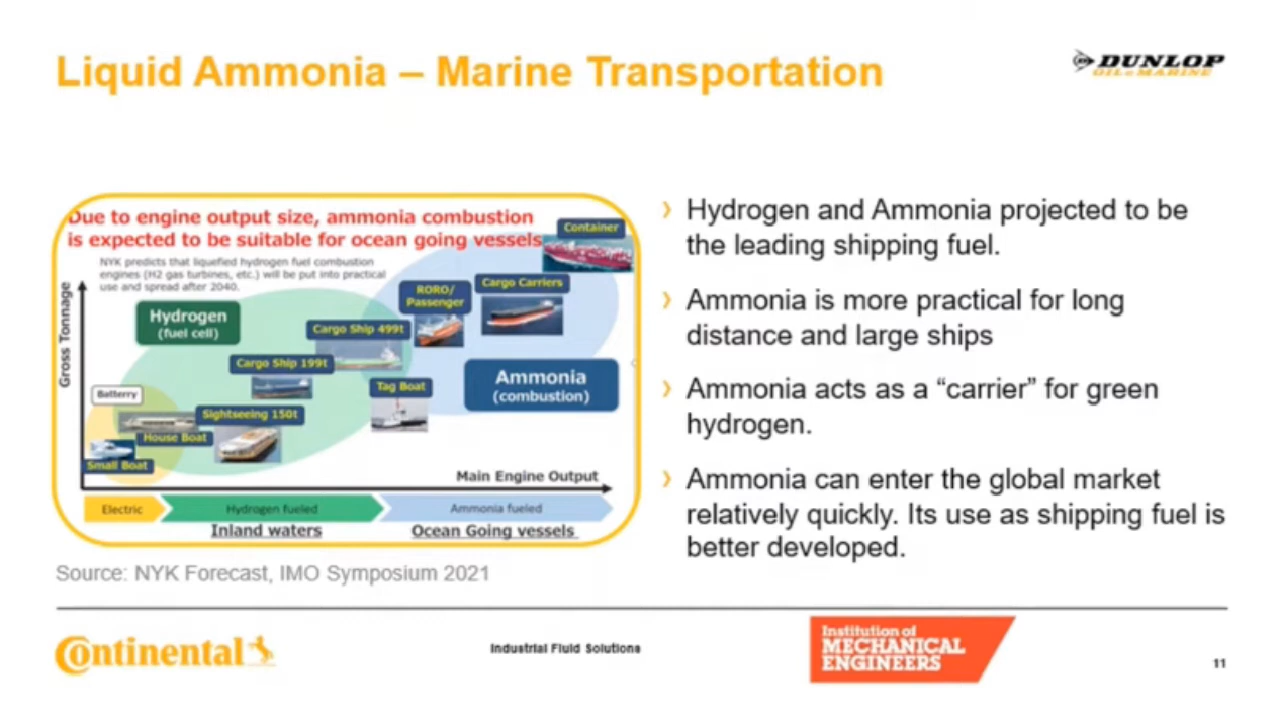 Liquid Ammonia – Marine Transportation
DUNLOP
OIL & MARINE
Due to engine output size, ammonia combustion
is expected to be suitable for ocean going vessels
NYK predicts that liquefied hydrogen fuel combustion
engines (H2 gas turbines, etc.) will be put into practical
use and spread after 2040.
Container
Cargo Carriers
RORO/
Passenger
Hydrogen
(fuel cell)
Cargo Ship 499t
Cargo Ship 199t
Ammonia
(combustion)
Tag Boat
Battery
Sightseeing 150t
House Boat
Small Boat
Gross Tonnage
Main Engine Output
Electric
Hydrogen fueled
Ammonia fueled
Inland waters
Ocean Going vessels
Source: NYK Forecast, IMO Symposium 2021
› Hydrogen and Ammonia projected to be
the leading shipping fuel.
› Ammonia is more practical for long
distance and large ships
› Ammonia acts as a “carrier” for green
hydrogen.
› Ammonia can enter the global market
relatively quickly. Its use as shipping fuel is
better developed.
Continental
Industrial Fluid Solutions
Institution of
MECHANICAL
ENGINEERS
11